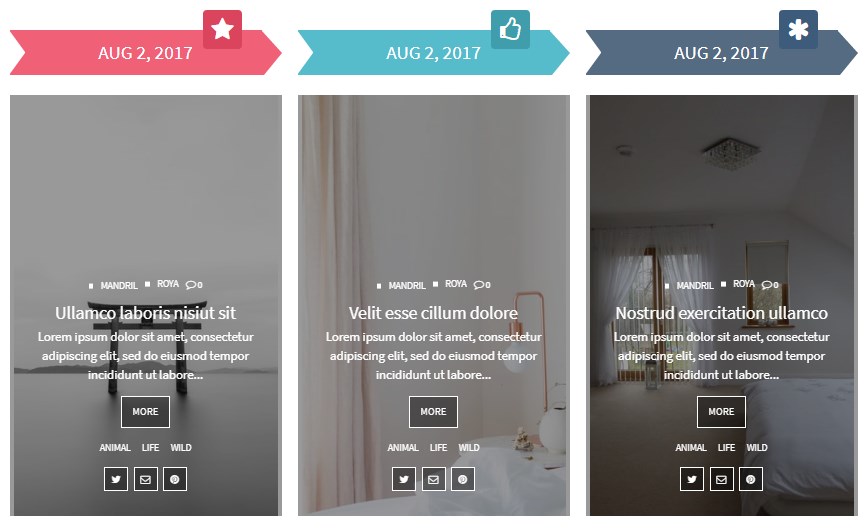 AUG 2, 2017
AUG 2, 2017
AUG 2, 2017
MANDRIL ROYA 0
Ullamco laboris nisiut sit
Lorem ipsum dolor sit amet, consectetur
adipiscing elit, sed do eiusmod tempor
incididunt ut labore...
MORE
ANIMAL LIFE WILD
MANDRIL ROYA 0
Velit esse cillum dolore
Lorem ipsum dolor sit amet, consectetur
adipiscing elit, sed do eiusmod tempor
incididunt ut labore...
MORE
ANIMAL LIFE WILD
MANDRIL ROYA 0
Nostrud exercitation ullamco
Lorem ipsum dolor sit amet, consectetur
adipiscing elit, sed do eiusmod tempor
incididunt ut labore...
MORE
ANIMAL LIFE WILD